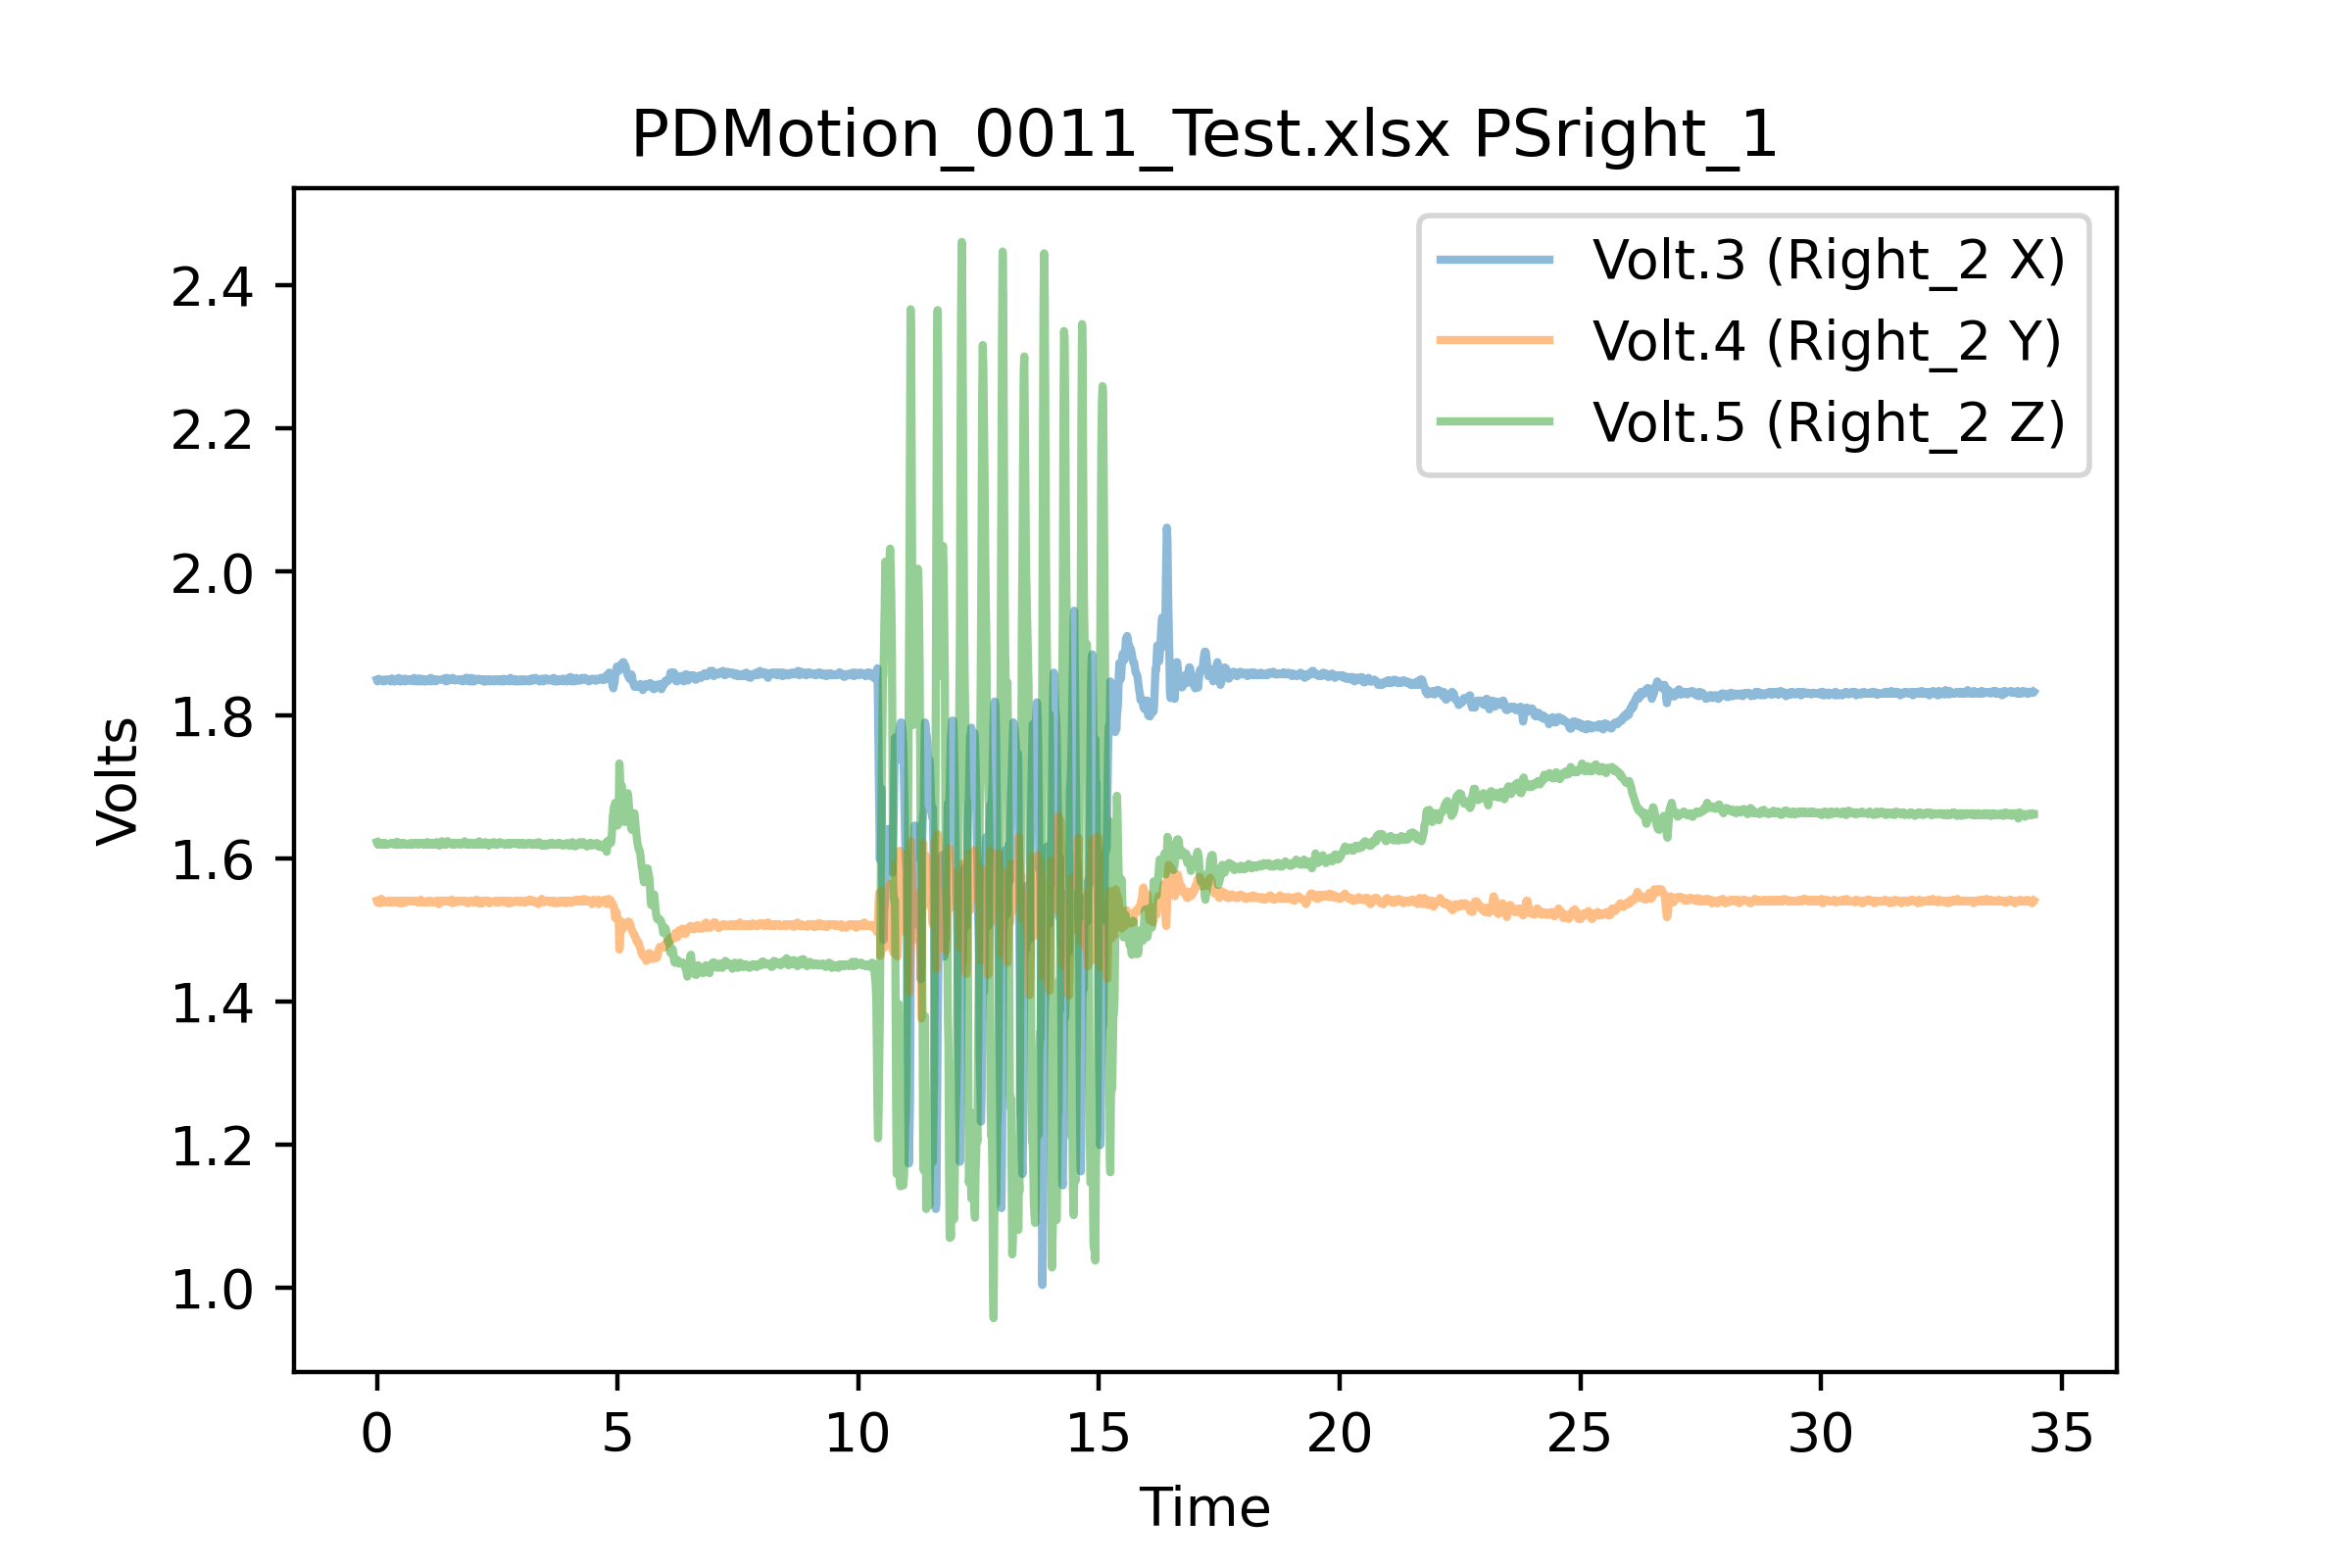 PDMotion_0011_Test.xlsx PSright_1
Volt.3 (Right_2 X)
Volt.4 (Right_2 Y)
Volt.5 (Right_2 Z)
Volts
2.4
2.2
2.0
1.8
1.6
1.4
1.2
1.0
0 5 10 15 20 25 30 35
Time